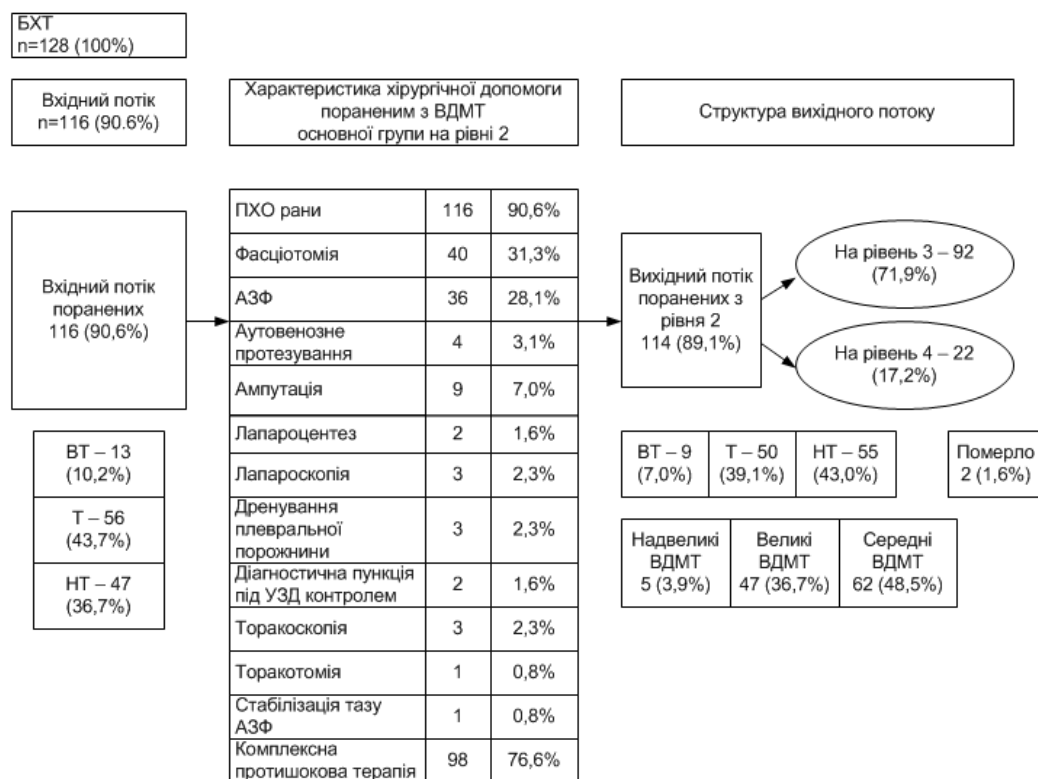 БХТ
n=128 (100%)
Вхідний потік
n=116 (90.6%)
Характеристика хірургічної допомоги
пораненим з ВДМТ
основної групи на рівні 2
Структура вихідного потоку
Вхідний потік
поранених
116 (90,6%)
ВТ – 13
(10,2%)
Т – 56
(43,7%)
НТ – 47
(36,7%)
ПХО рани 116 90,6%
Фасціотомія 40 31,3%
АЗФ 36 28,1%
Аутовенозне
протезування 4 3,1%
Ампутація 9 7,0%
Лапароцентез 2 1,6%
Лапароскопія 3 2,3%
Дренування
плевральної 3 2,3%
порожнини
Діагностична пункція
під УЗД контролем 2 1,6%
Торакоскопія 3 2,3%
Торакотомія 1 0,8%
Стабілізація тазу
АЗФ 1 0,8%
Комплексна
протишокова терапія 98 76,6%
Вихідний потік
поранених з
рівня 2
114 (89,1%)
На рівень 3 – 92
(71,9%)
На рівень 4 – 22
(17,2%)
ВТ – 9
(7,0%)
Т – 50
(39,1%)
НТ – 55
(43,0%)
Померло
2 (1,6%)
Надвеликі
ВДМТ
5 (3,9%)
Великі
ВДМТ
47 (36,7%)
Середні
ВДМТ
62 (48,5%)